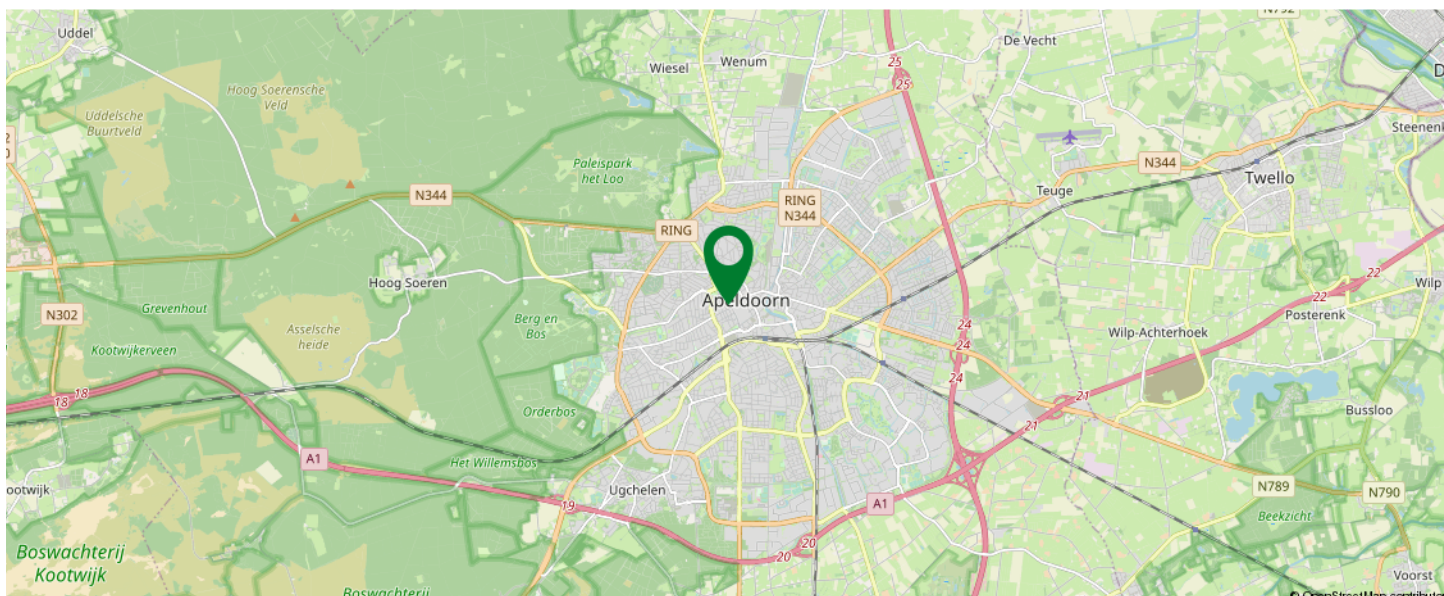 N792
Uddel
De Vecht
Wiesel
Wenum
25
25
Hoog Soerensche
Veld
Uddelsche
Buurtveld
Steenenk
Paleispark
het Loo
N344
N344
Twello
Teuge
RING
RING
N344
Hoog Soeren
22
22
Wilp
Apeldoorn
Grevenhout
N302
Berg en
Bos
Asselsche
heide
Posterenk
24
24
24
Wilp-Achterhoek
Kootwijkerveen
18
18
21
21
Orderbos
Bussloo
A1
Het Willemsbos
Ugchelen
19
A1
N789
N790
ootwijk
Beekzicht
20
20
Boswachterij
Kootwijk
Boswachterij
Voorst
© OpenStreetMap contributor